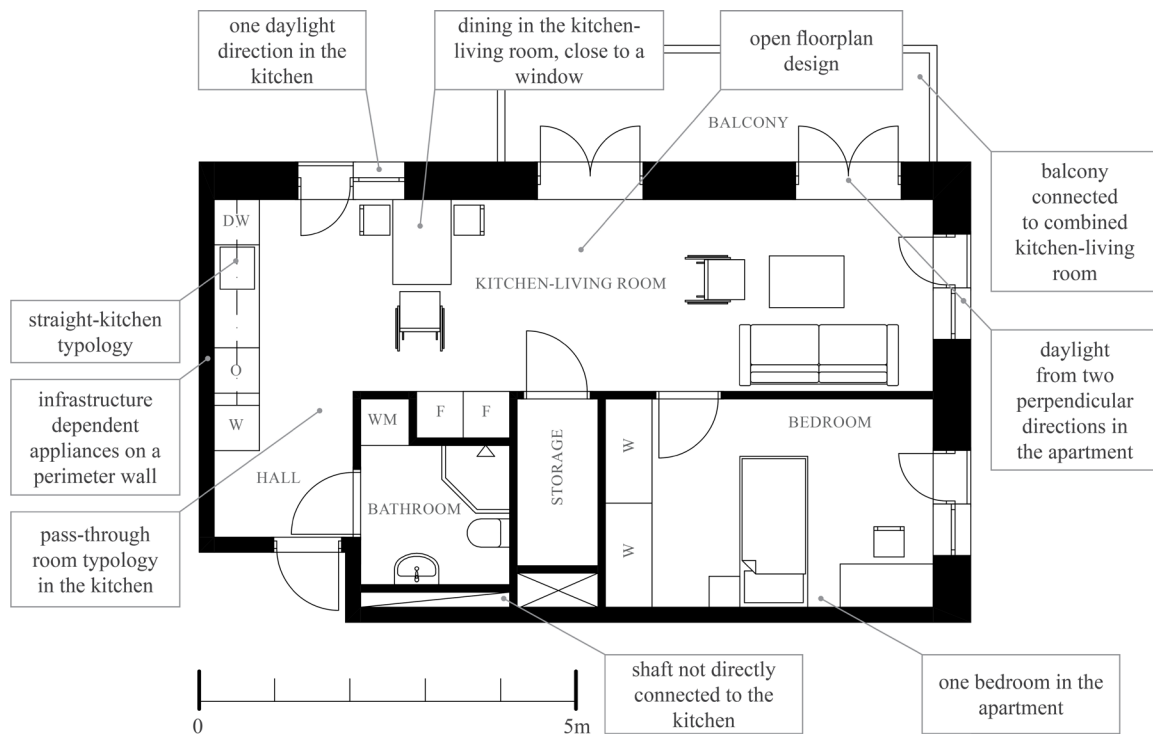 one daylight
direction in the
kitchen
dining in the kitchen-
living room, close to a
window
open floorplan
design
BALCONY
balcony
connected
to combined
kitchen-living
room
DW
KITCHEN-LIVING ROOM
straight-kitchen
typology
daylight
from two
perpendicular
directions in
the apartment
O
infrastructure
dependent
appliances on a
perimeter wall
W
WM
F
F
BEDROOM
STORAGE
W
HALL
BATHROOM
W
pass-through
room typology
in the kitchen
shaft not directly
connected to the
kitchen
one bedroom in the
apartment
0
5m